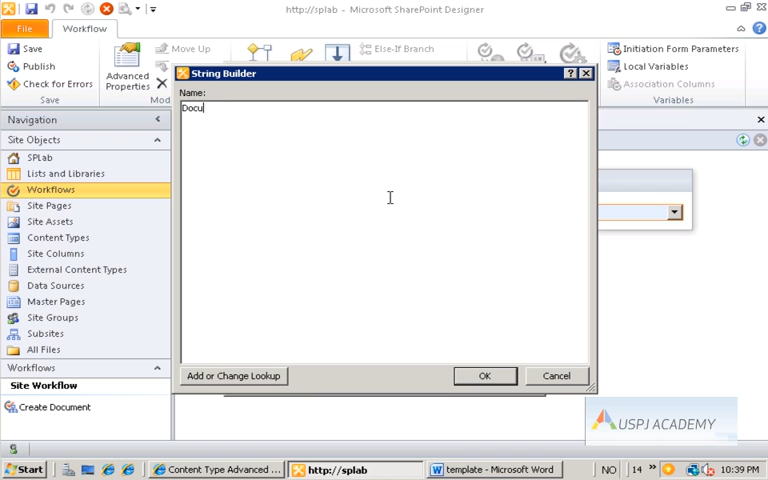 http://splab - Microsoft SharePoint Designer
File
Workflow
Save
Publish
Check for Errors
Save
Advanced
Properties
Move Up
Else-If Branch
Initiation Form Parameters
Local Variables
Association Columns
Variables
String Builder
Name:
Docu
Add or Change Lookup
OK
Cancel
Navigation
Site Objects
SPLab
Lists and Libraries
Workflows
Site Pages
Site Assets
Content Types
Site Columns
External Content Types
Data Sources
Master Pages
Site Groups
Subsites
All Files
Workflows
Site Workflow
Create Document
USPJ ACADEMY
Start
Content Type Advanced ...
http://splab
template - Microsoft Word
NO
14
10:39 PM